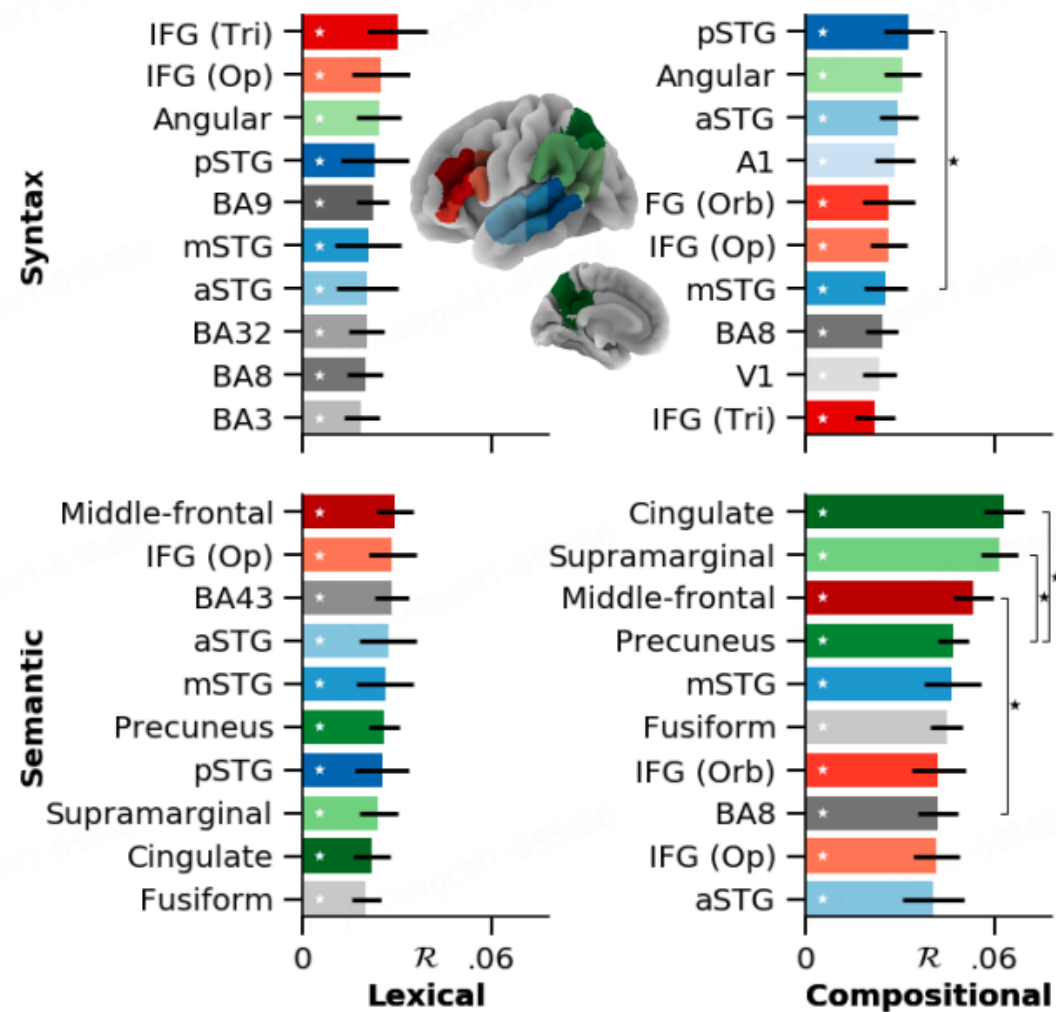 Syntax
IFG (Tri)
IFG (Op)
Angular
pSTG
BA9
mSTG
aSTG
BA32
BA8
BA3
pSTG
Angular
aSTG
A1
FG (Orb)
IFG (Op)
mSTG
BA8
V1
IFG (Tri)
Semantic
Middle-frontal
IFG (Op)
BA43
aSTG
mSTG
Precuneus
pSTG
Supramarginal
Cingulate
Fusiform
0 R .06
Lexical
Cingulate
Supramarginal
Middle-frontal
Precuneus
mSTG
Fusiform
IFG (Orb)
BA8
IFG (Op)
aSTG
0 R .06
Compositional